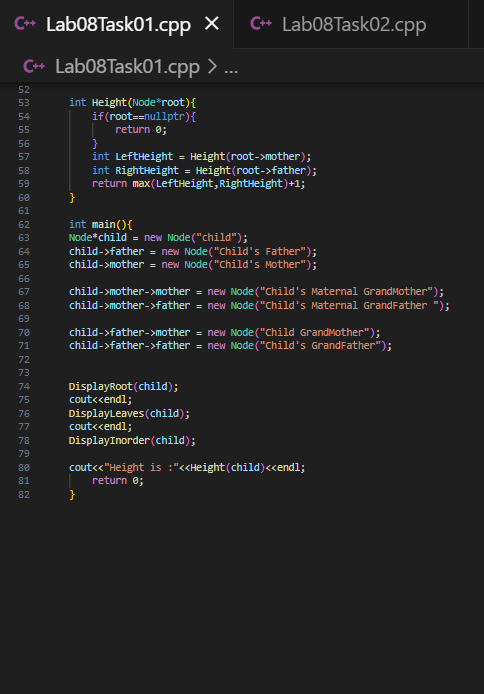 C++ Lab08Task01.cpp × C++ Lab08Task02.cpp
C++ Lab08Task01.cpp > ...
52
53 int Height(Node*root){
54 if(root==nullptr){
55 return 0;
56 }
57 int LeftHeight = Height(root->mother);
58 int RightHeight = Height(root->father);
59 return max(LeftHeight,RightHeight)+1;
60 }
61
62 int main(){
63 Node*child = new Node("child");
64 child->father = new Node("Child's Father");
65 child->mother = new Node("Child's Mother");
66
67 child->mother->mother = new Node("Child's Maternal GrandMother");
68 child->mother->father = new Node("Child's Maternal GrandFather ");
69
70 child->father->mother = new Node("Child GrandMother");
71 child->father->father = new Node("Child's GrandFather");
72
73
74 DisplayRoot(child);
75 cout<<endl;
76 DisplayLeaves(child);
77 cout<<endl;
78 DisplayInorder(child);
79
80 cout<<"Height is :"<<Height(child)<<endl;
81 return 0;
82 }